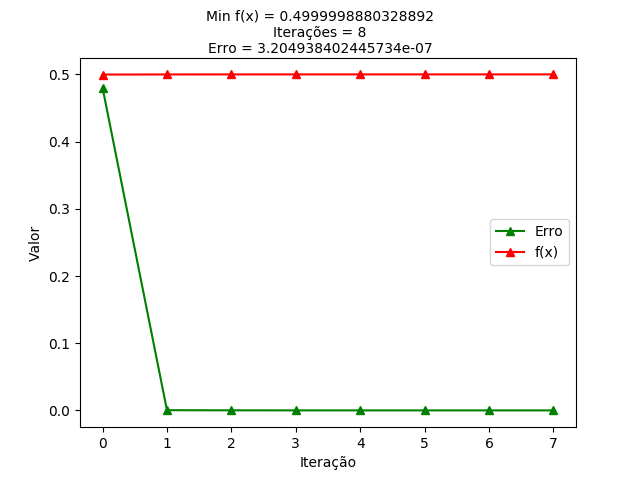 Min f(x) = 0.4999998880328892
Iterações = 8
Erro = 3.204938402445734e-07
0.5
0.4
0.3
0.2
0.1
0.0
Valor
Erro
f(x)
0 1 2 3 4 5 6 7
Iteração